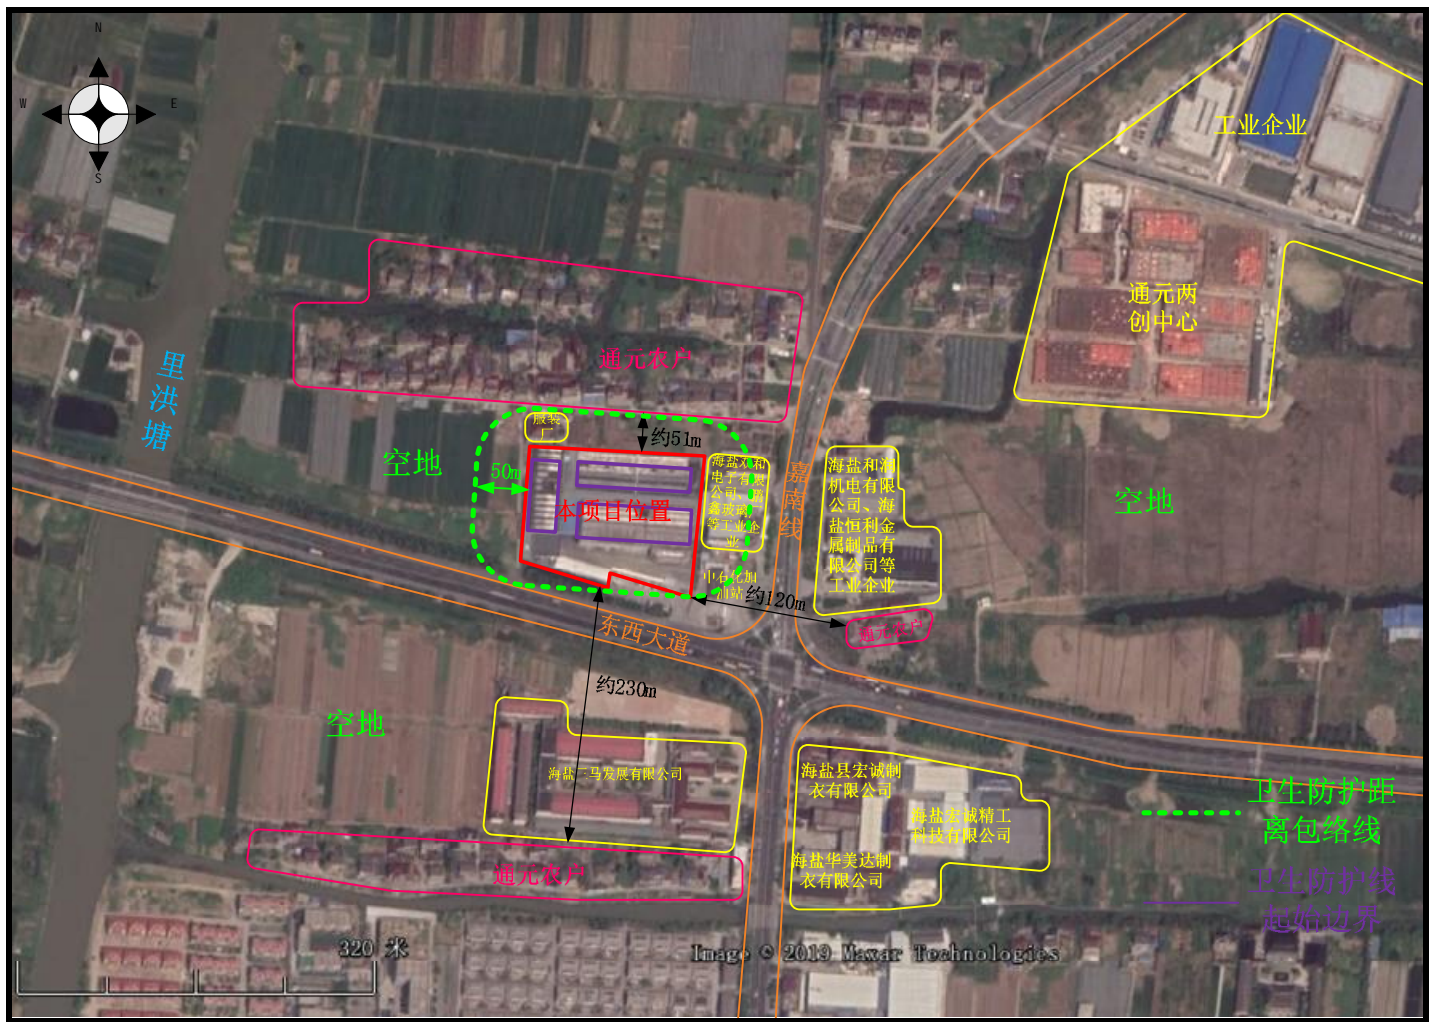 N
W
E
S
工业企业
通元两
创中心
通元农户
里
洪
塘
服装
厂
约51m
空地
50m
本项目位置
海盐双和
电子有限
公司、鹏
鑫玻璃厂
等工业企
业
嘉
南
线
海盐和润
机电有限
公司、海
盐恒利金
属制品有
限公司等
工业企业
空地
中石化加
油站
约120m
通元农户
东西大道
约230m
空地
海盐三马发展有限公司
海盐县宏诚制
衣有限公司
海盐宏诚精工
科技有限公司
海盐华美达制
衣有限公司
通元农户
卫生防护距
离包络线
卫生防护线
起始边界
320 米
Image © 2019 Maxar Technologies